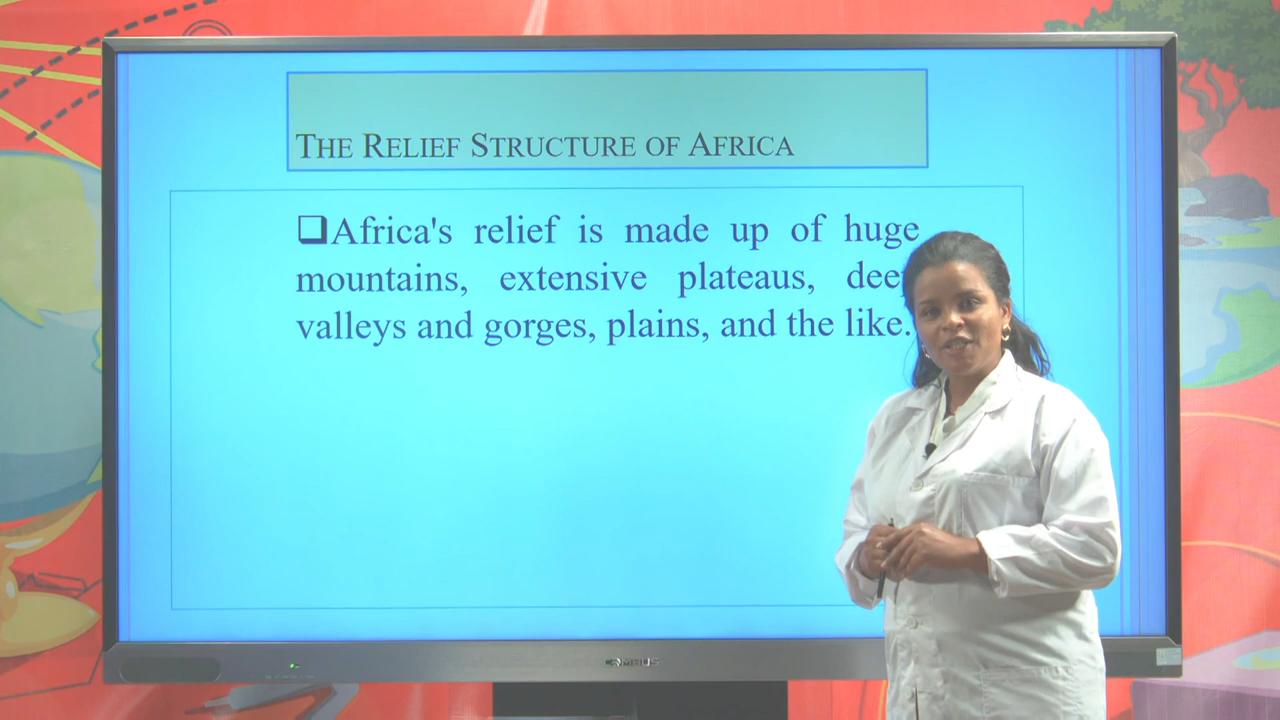 THE RELIEF STRUCTURE OF AFRICA
❑Africa's relief is made up of huge
mountains, extensive plateaus, deep
valleys and gorges, plains, and the like.